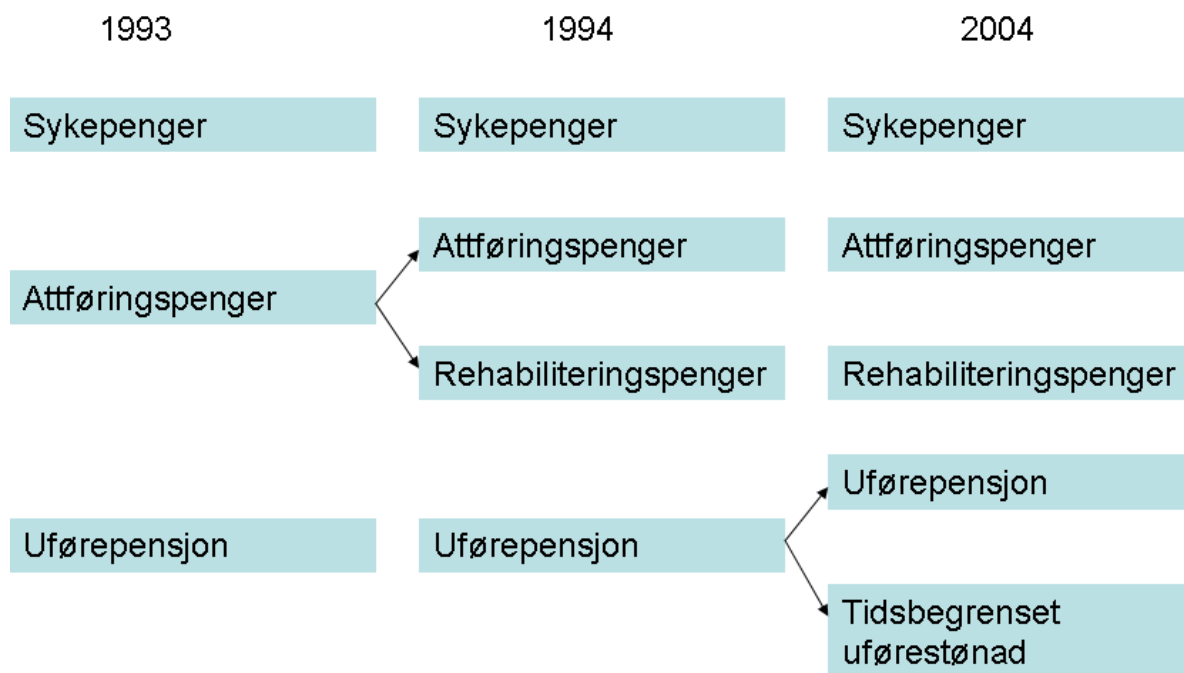 1993
1994
2004
Sykepenger
Sykepenger
Sykepenger
Attføringspenger
Attføringspenger
Attføringspenger
Rehabiliteringspenger
Rehabiliteringspenger
Uførepensjon
Uførepensjon
Uførepensjon
Tidsbegrenset
uførestønad